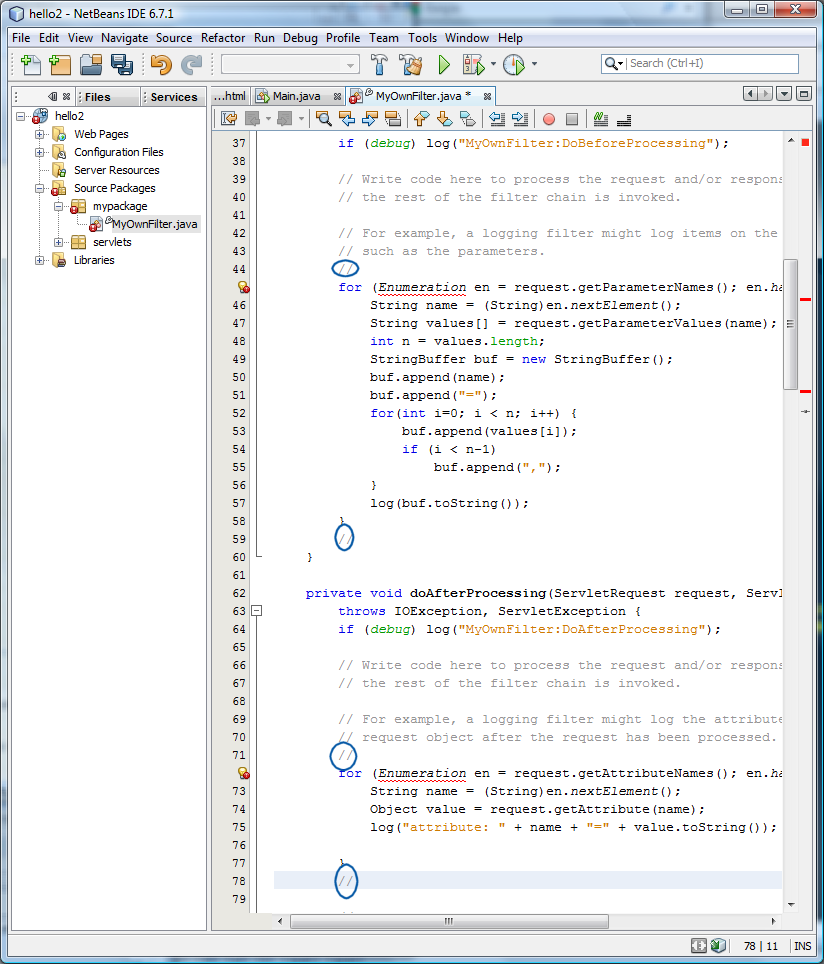 hello2 - NetBeans IDE 6.7.1
File Edit View Navigate Source Refactor Run Debug Profile Team Tools Window Help
Search (Ctrl+I)
Files Services
...html Main.java MyOwnFilter.java *
hello2
Web Pages
Configuration Files
Server Resources
Source Packages
mypackage
MyOwnFilter.java
servlets
Libraries
37 if (debug) log("MyOwnFilter:DoBeforeProcessing");
38
39 // Write code here to process the request and/or respons
40 // the rest of the filter chain is invoked.
41
42 // For example, a logging filter might log items on the
43 // such as the parameters.
44 //
for (Enumeration en = request.getParameterNames(); en.ha
46 String name = (String)en.nextElement();
47 String values[] = request.getParameterValues(name);
48 int n = values.length;
49 StringBuffer buf = new StringBuffer();
50 buf.append(name);
51 buf.append("=");
52 for(int i=0; i < n; i++) {
53 buf.append(values[i]);
54 if (i < n-1)
55 buf.append(",");
56 }
57 log(buf.toString());
58 }
59 //
60 }
61
62 private void doAfterProcessing(ServletRequest request, Servl
63 throws IOException, ServletException {
64 if (debug) log("MyOwnFilter:DoAfterProcessing");
65
66 // Write code here to process the request and/or respons
67 // the rest of the filter chain is invoked.
68
69 // For example, a logging filter might log the attribute
70 // request object after the request has been processed.
71 //
for (Enumeration en = request.getAttributeNames(); en.ha
73 String name = (String)en.nextElement();
74 Object value = request.getAttribute(name);
75 log("attribute: " + name + "=" + value.toString());
76
77 }
78 //
79
78 | 11 INS